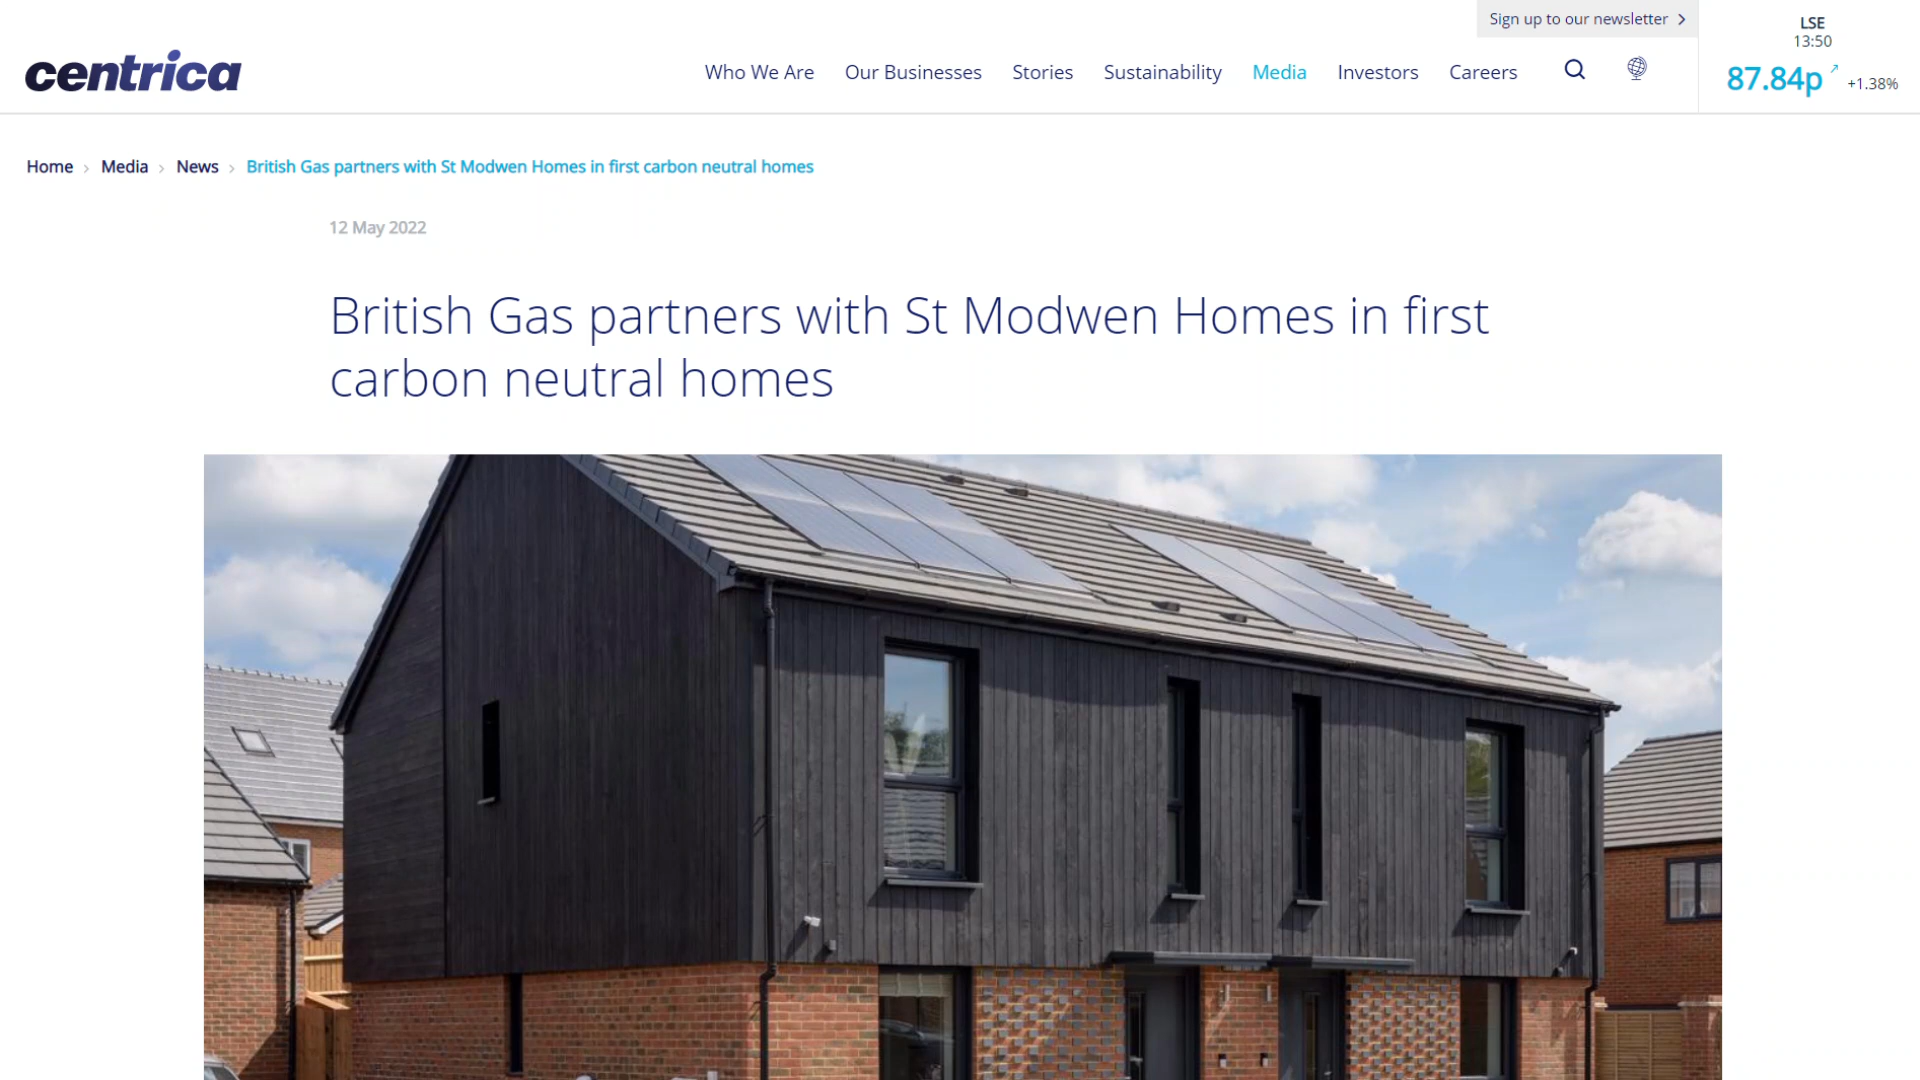 Sign up to our newsletter
LSE
13:50
87.84p +1.38%
centrica
Who We Are Our Businesses Stories Sustainability Media Investors Careers
Home Media News British Gas partners with St Modwen Homes in first carbon neutral homes
12 May 2022
British Gas partners with St Modwen Homes in first
carbon neutral homes